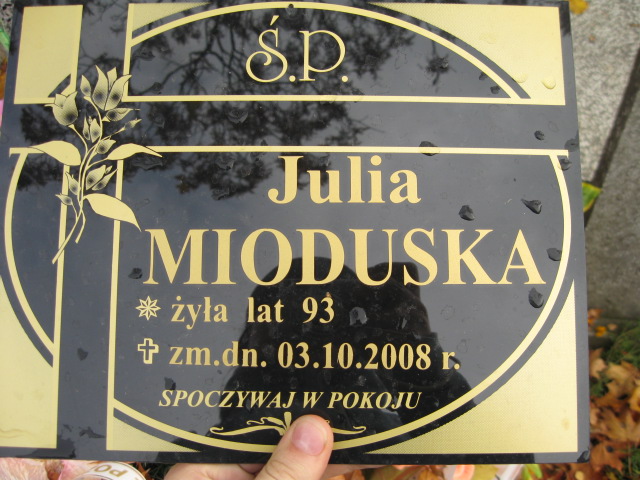 Ś.P.
Julia
MIODUSKA
żyła lat 93
zm.dn. 03.10.2008 r.
SPOCZYWAJ W POKOJU